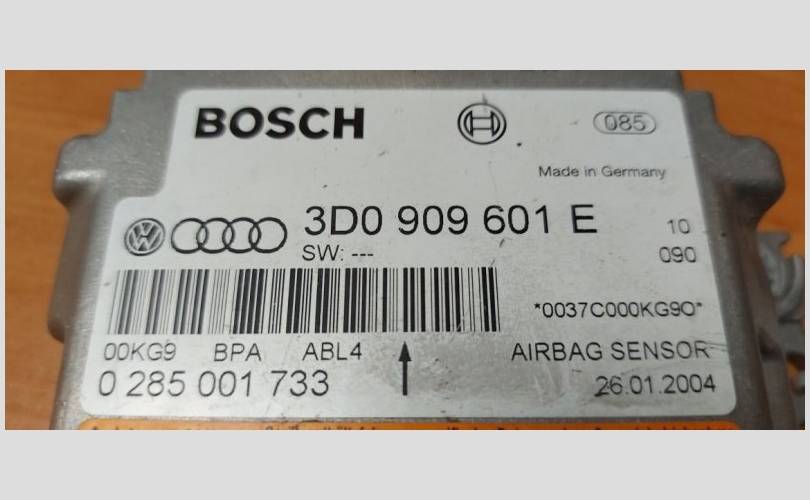 BOSCH
085
Made in Germany
3D0 909 601 E
10
SW: ---
090
*0037C000KG9O*
00KG9 BPA ABL4
AIRBAG SENSOR
0 285 001 733
26.01.2004